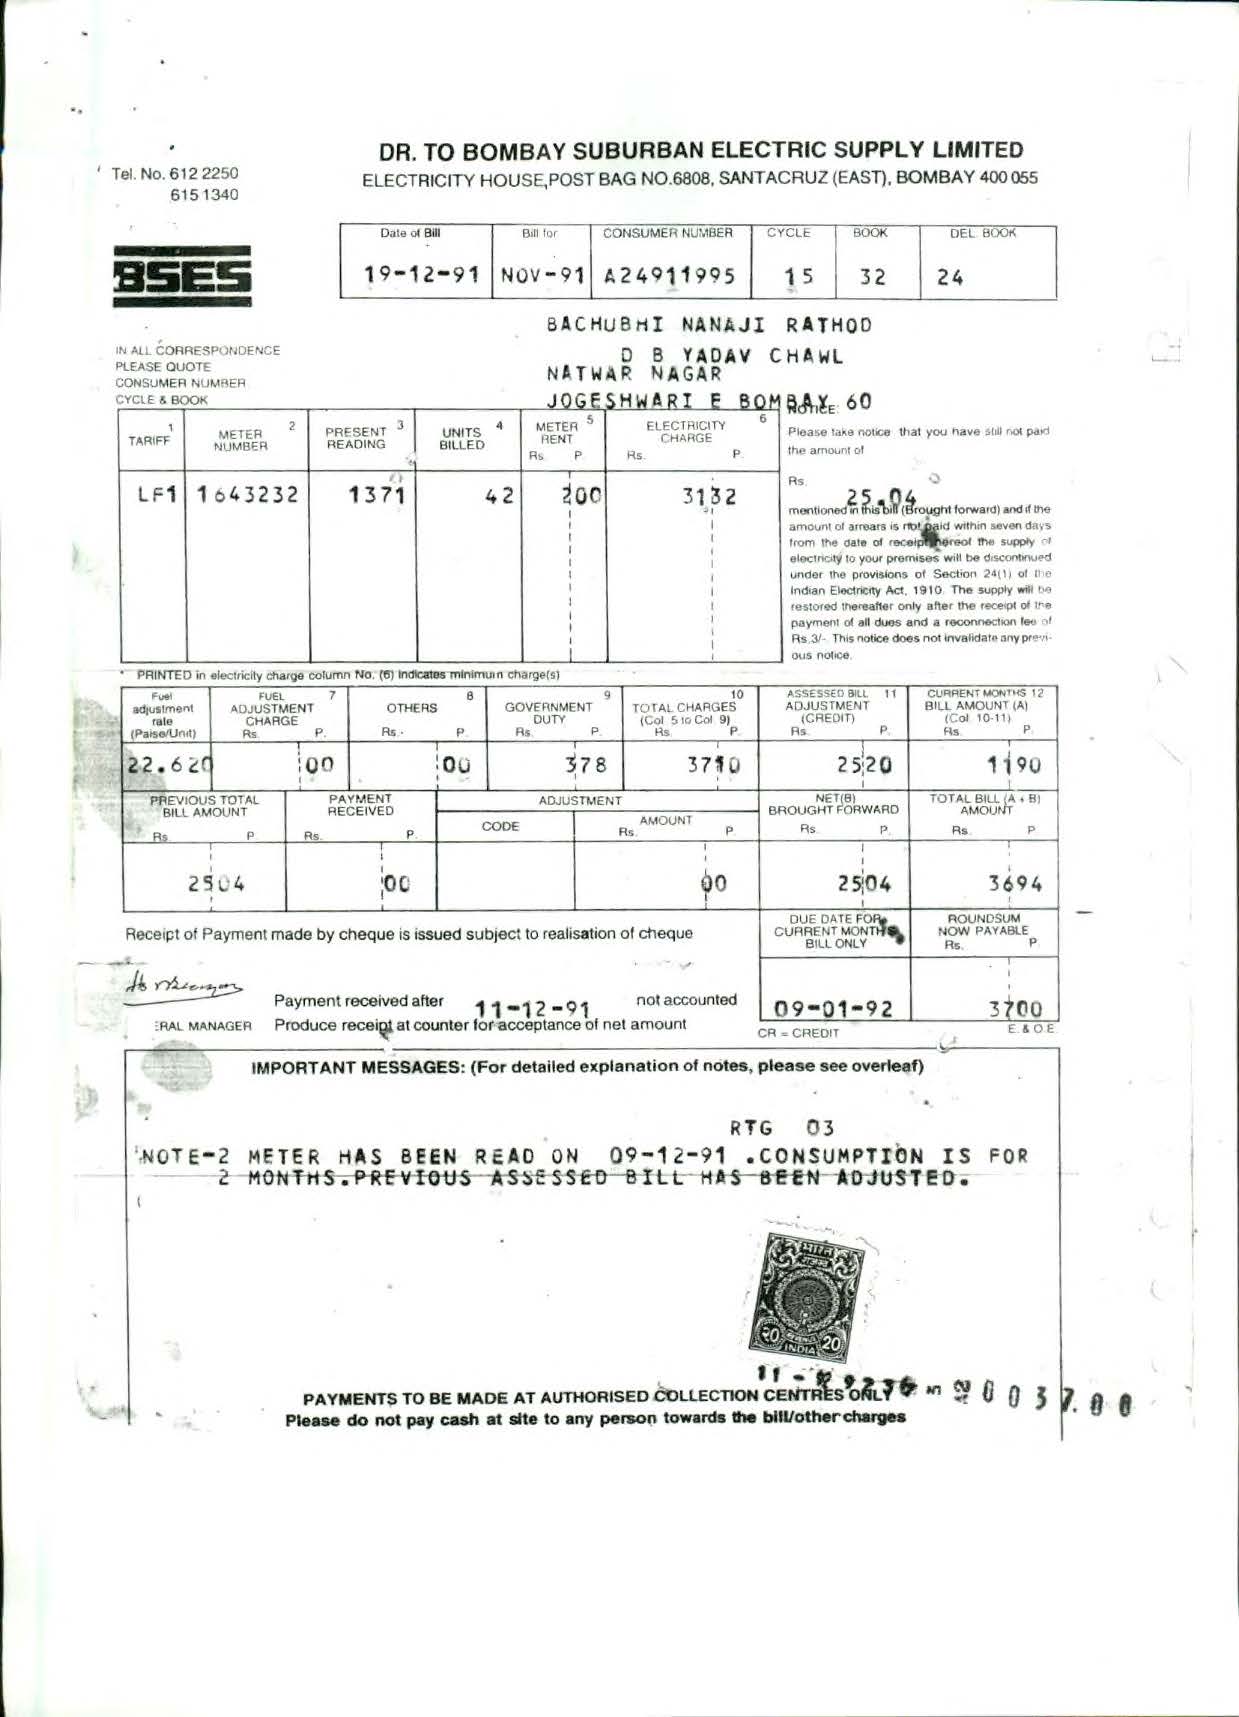 DR. TO BOMBAY SUBURBAN ELECTRIC SUPPLY LIMITED
ELECTRICITY HOUSE,POST BAG NO.6808, SANTACRUZ (EAST), BOMBAY 400 055
Tel. No. 612 2250
615 1340
BSES
Date of Bill Bill for CONSUMER NUMBER CYCLE BOOK DEL. BOOK
19-12-91 NOV-91 A24911995 15 32 24
BACHUBHI NANAJI RATHOD
D B YADAV CHAWL
NATWAR NAGAR
JOGESHWARI E BOMBAY 60
IN ALL CORRESPONDENCE
PLEASE QUOTE
CONSUMER NUMBER
CYCLE & BOOK
1 TARIFF 2 METER NUMBER 3 PRESENT READING 4 UNITS BILLED METER 5 RENT Rs. P. ELECTRICITY 6 CHARGE Rs. P.
LF1 1643232 1371 42 200 3132
NOTICE:
Please take notice that you have still not paid
the amount of
Rs. 25.04
mentioned in this bill (Brought forward) and if the
amount of arrears is not paid within seven days
from the date of receipt hereof the supply of
electricity to your premises will be discontinued
under the provisions of Section 24(1) of the
Indian Electricity Act, 1910. The supply will be
restored thereafter only after the receipt of the
payment of all dues and a reconnection fee of
Rs.3/-. This notice does not invalidate any previ-
ous notice.
* PRINTED in electricity charge column No. (6) Indicates minimum charge(s)
Fuel adjustment rate (Paise/Unit) FUEL 7 ADJUSTMENT CHARGE Rs. P. 8 OTHERS Rs. P. 9 GOVERNMENT DUTY Rs. P. 10 TOTAL CHARGES (Col 5 to Col 9) Rs. P. ASSESSED BILL 11 ADJUSTMENT (CREDIT) Rs. P. CURRENT MONTHS 12 BILL AMOUNT (A) (Col 10-11) Rs. P.
22.620 00 00 378 3710 2520 1190
PREVIOUS TOTAL BILL AMOUNT Rs. P. PAYMENT RECEIVED Rs. P. ADJUSTMENT CODE AMOUNT Rs. P. NET(B) BROUGHT FORWARD Rs. P. TOTAL BILL (A + B) AMOUNT Rs. P
2504 00 00 2504 3694
Receipt of Payment made by cheque is issued subject to realisation of cheque
DUE DATE FOR CURRENT MONTHS BILL ONLY
ROUNDSUM NOW PAYABLE Rs. P
Payment received after 11-12-91 not accounted
09-01-92 3700
ERAL MANAGER Produce receipt at counter for acceptance of net amount
CR = CREDIT
E. & O.E.
IMPORTANT MESSAGES: (For detailed explanation of notes, please see overleaf)
RTG 03
NOTE-2 METER HAS BEEN READ ON 09-12-91 .CONSUMPTION IS FOR
2 MONTHS.PREVIOUS ASSESSED BILL HAS BEEN ADJUSTED.
20 REVENUE 20
INDIA
PAYMENTS TO BE MADE AT AUTHORISED COLLECTION CENTRES ONLY
Please do not pay cash at site to any person towards the bill/other charges